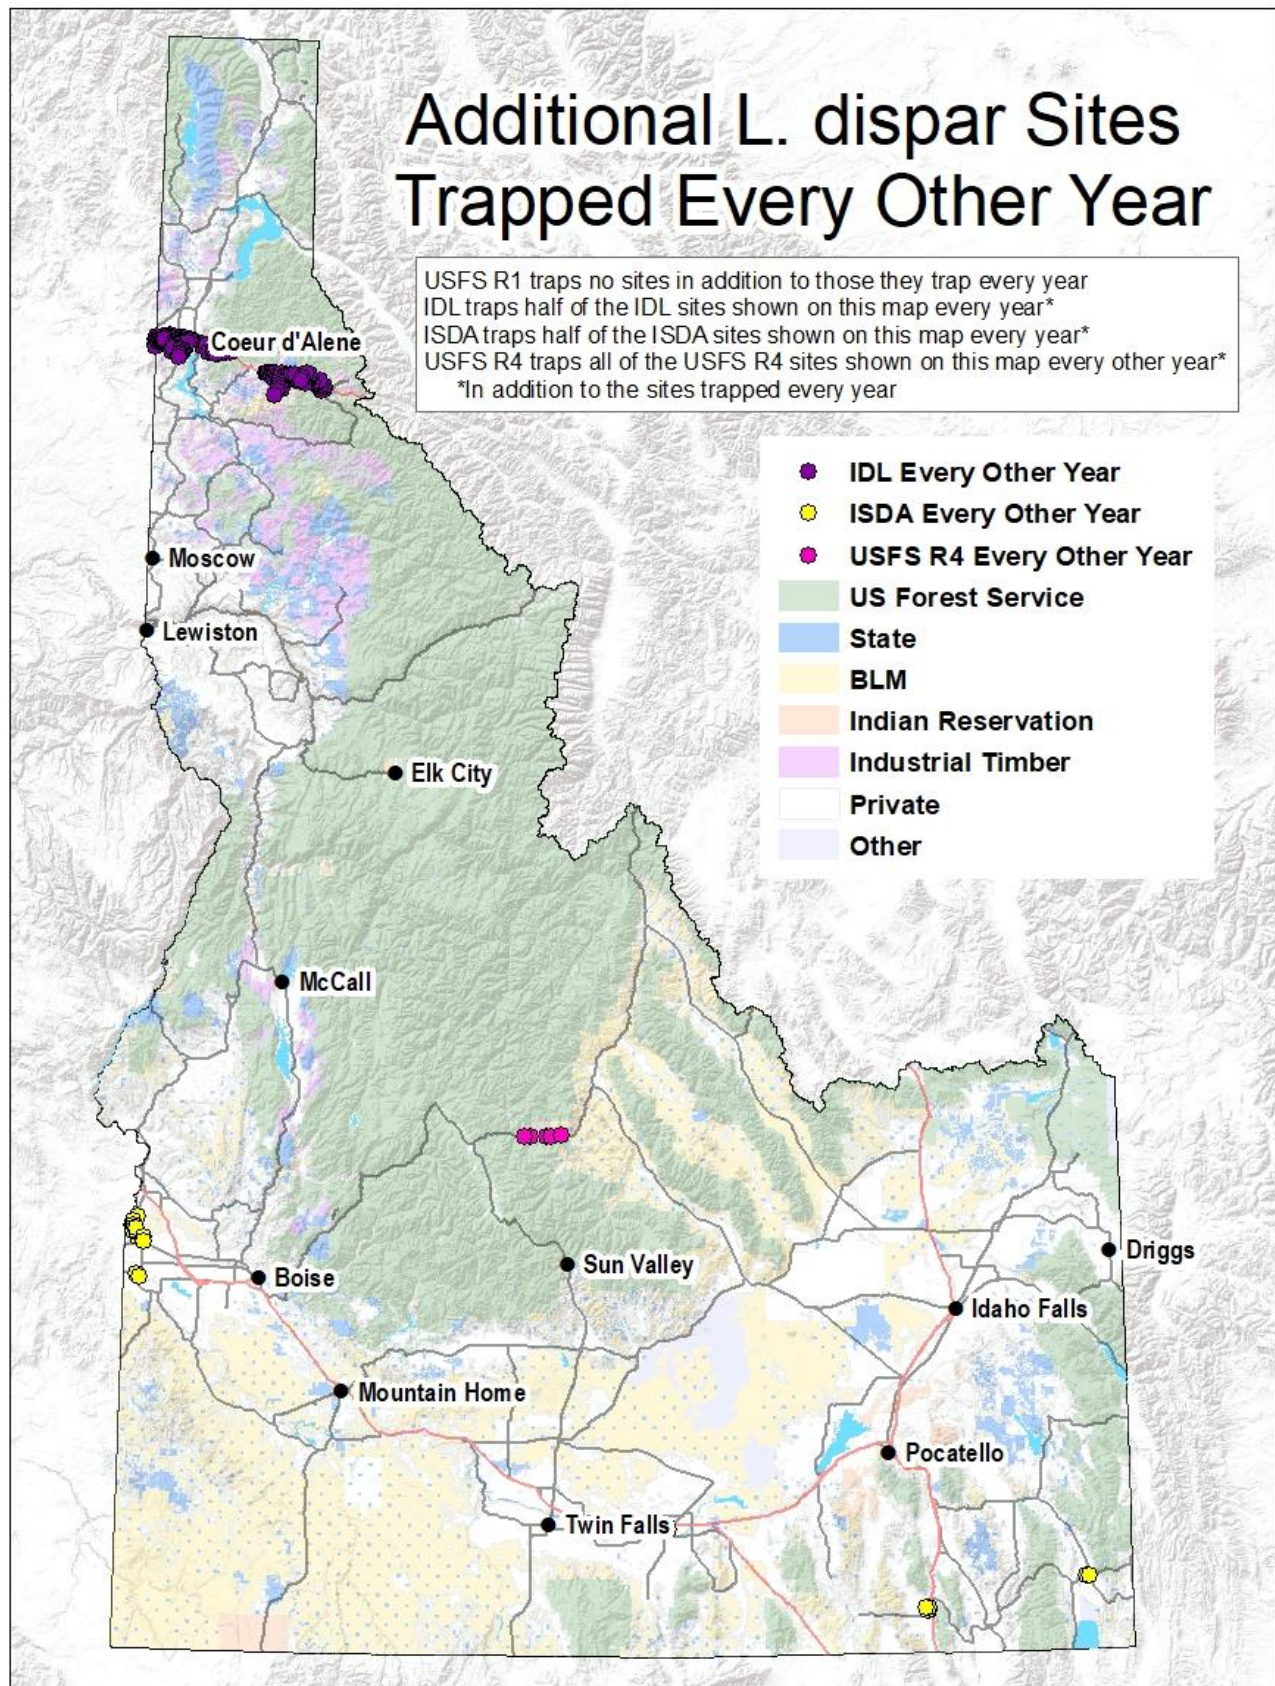 Additional L. dispar Sites
Trapped Every Other Year
USFS R1 traps no sites in addition to those they trap every year
IDL traps half of the IDL sites shown on this map every year*
ISDA traps half of the ISDA sites shown on this map every year*
USFS R4 traps all of the USFS R4 sites shown on this map every other year*
*In addition to the sites trapped every year
Coeur d'Alene
IDL Every Other Year
ISDA Every Other Year
USFS R4 Every Other Year
US Forest Service
State
BLM
Indian Reservation
Industrial Timber
Private
Other
Moscow
Lewiston
Elk City
McCall
Sun Valley
Driggs
Boise
Idaho Falls
Mountain Home
Pocatello
Twin Falls